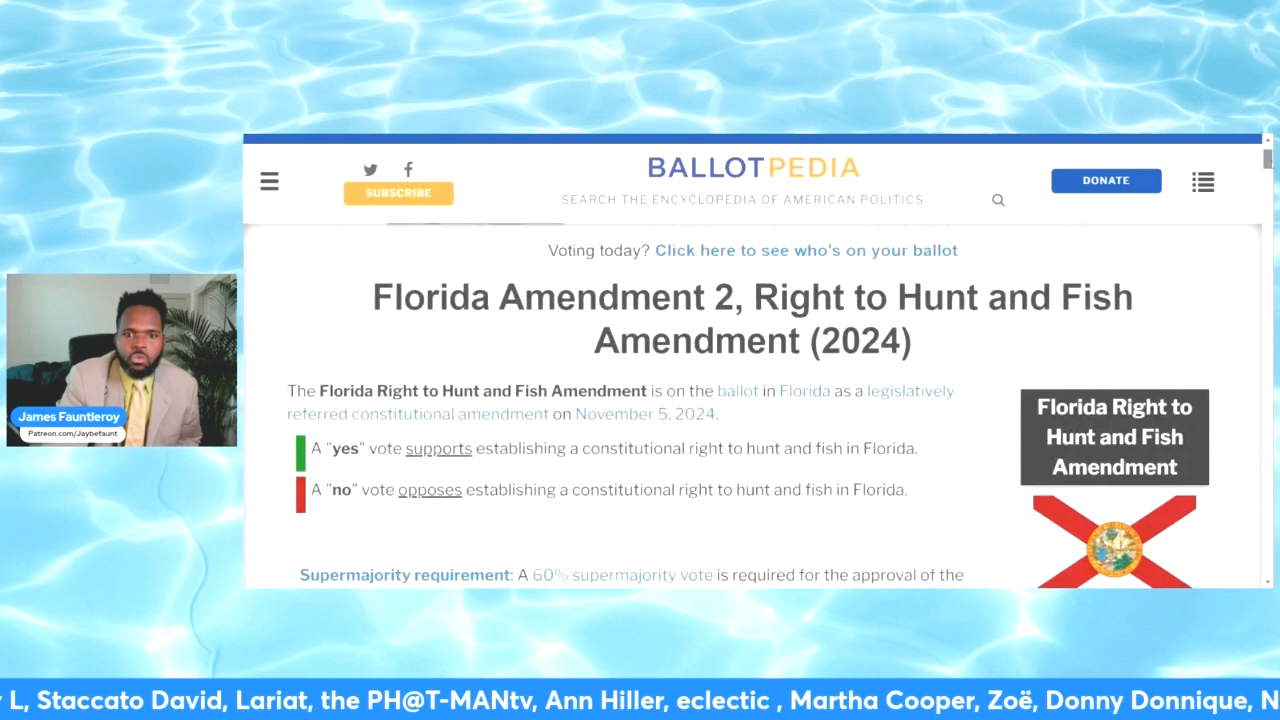 BALLOTPEDIA
SUBSCRIBE
SEARCH THE ENCYCLOPEDIA OF AMERICAN POLITICS
DONATE
Voting today? Click here to see who's on your ballot
Florida Amendment 2, Right to Hunt and Fish
Amendment (2024)
The Florida Right to Hunt and Fish Amendment is on the ballot in Florida as a legislatively
referred constitutional amendment on November 5, 2024.
A "yes" vote supports establishing a constitutional right to hunt and fish in Florida.
A "no" vote opposes establishing a constitutional right to hunt and fish in Florida.
Supermajority requirement: A 60% supermajority vote is required for the approval of the
Florida Right to
Hunt and Fish
Amendment
James Fauntleroy
Patreon.com/Jaybefaunt
L, Staccato David, Lariat, the PH@T-MANtv, Ann Hiller, eclectic , Martha Cooper, Zoë, Donny Donnique, N